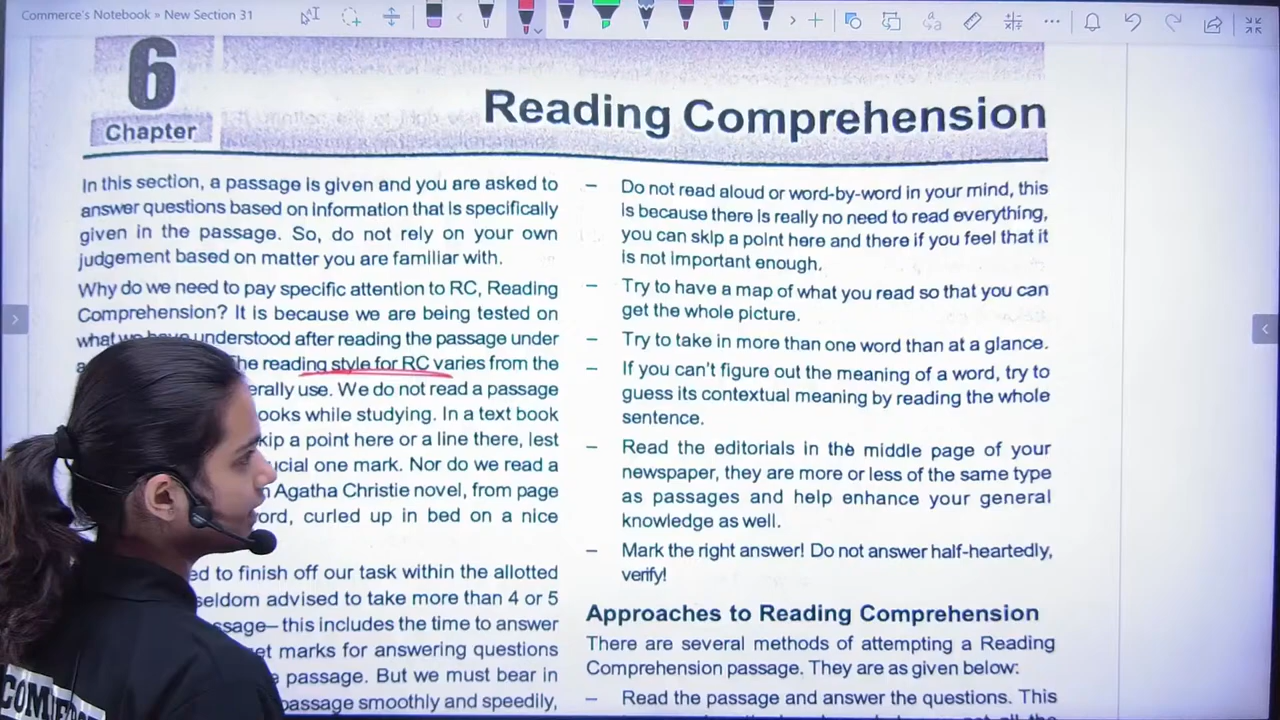 Commerce's Notebook » New Section 31
6
Chapter
Reading Comprehension
In this section, a passage is given and you are asked to
answer questions based on information that is specifically
given in the passage. So, do not rely on your own
judgement based on matter you are familiar with.
Why do we need to pay specific attention to RC, Reading
Comprehension? It is because we are being tested on
what we have understood after reading the passage under
he reading style for RC varies from the
erally use. We do not read a passage
ooks while studying. In a text book
kip a point here or a line there, lest
ucial one mark. Nor do we read a
Agatha Christie novel, from page
ord, curled up in bed on a nice
ed to finish off our task within the allotted
seldom advised to take more than 4 or 5
ssage– this includes the time to answer
et marks for answering questions
passage. But we must bear in
passage smoothly and speedily,
– Do not read aloud or word-by-word in your mind, this
is because there is really no need to read everything,
you can skip a point here and there if you feel that it
is not important enough.
– Try to have a map of what you read so that you can
get the whole picture.
– Try to take in more than one word than at a glance.
– If you can't figure out the meaning of a word, try to
guess its contextual meaning by reading the whole
sentence.
– Read the editorials in the middle page of your
newspaper, they are more or less of the same type
as passages and help enhance your general
knowledge as well.
– Mark the right answer! Do not answer half-heartedly,
verify!
Approaches to Reading Comprehension
There are several methods of attempting a Reading
Comprehension passage. They are as given below:
– Read the passage and answer the questions. This
COM